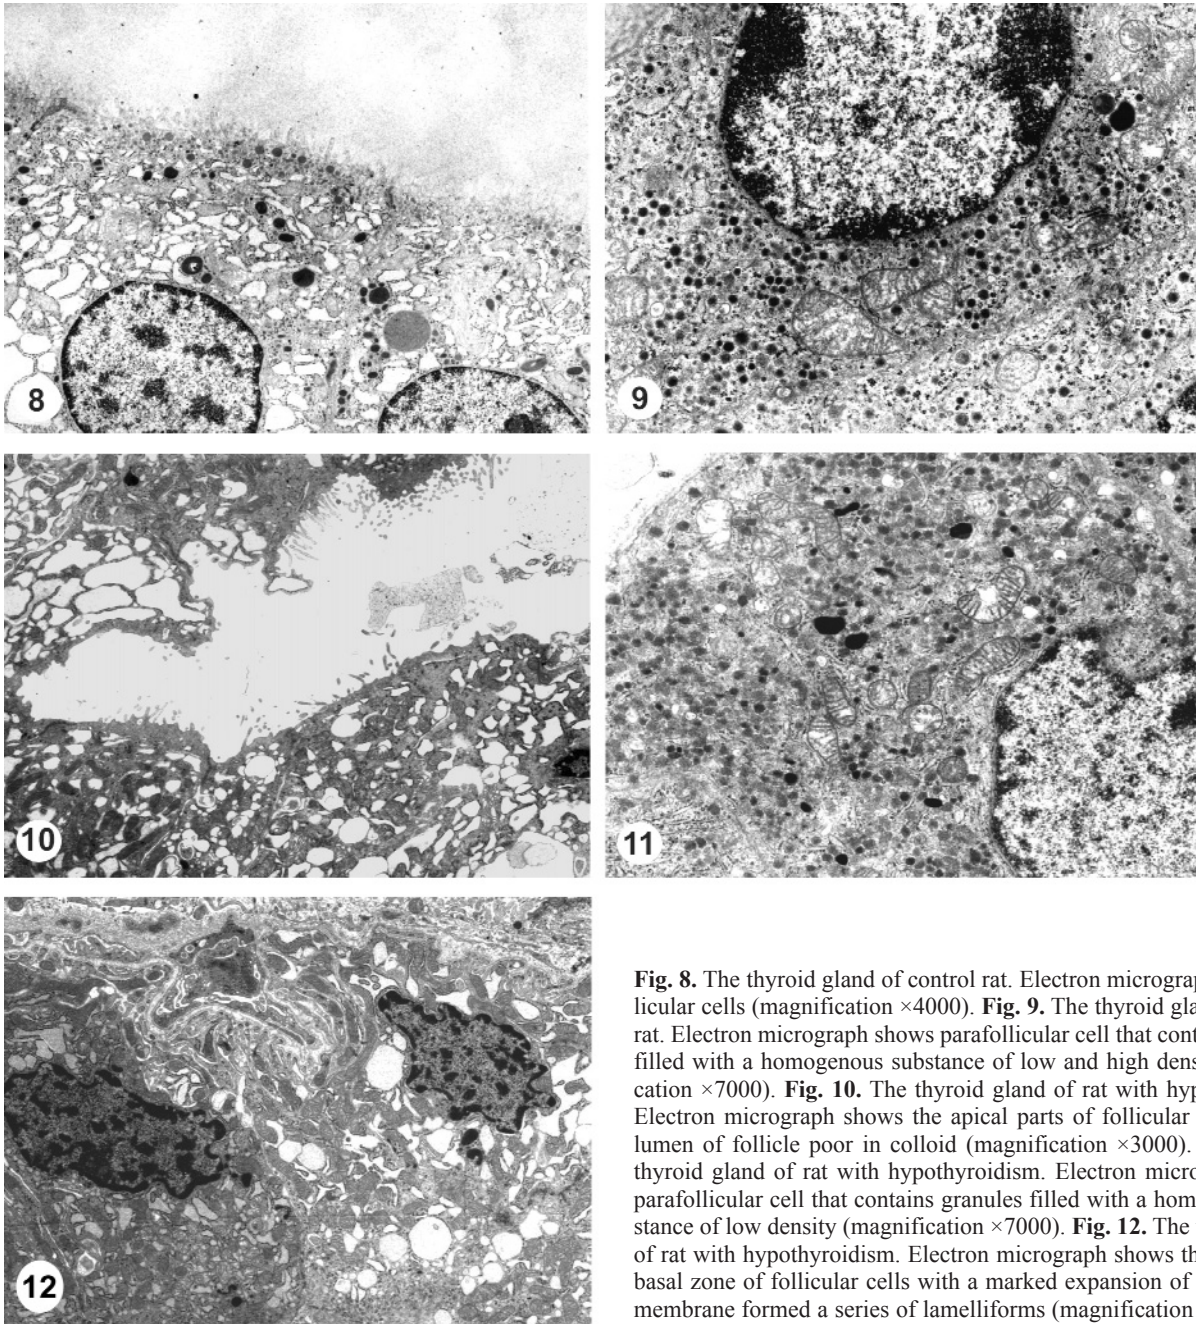 8
9
10
11
12
Fig. 8. The thyroid gland of control rat. Electron micrograp
licular cells (magnification ×4000). Fig. 9. The thyroid gla
rat. Electron micrograph shows parafollicular cell that cont
filled with a homogenous substance of low and high dens
cation ×7000). Fig. 10. The thyroid gland of rat with hyp
Electron micrograph shows the apical parts of follicular
lumen of follicle poor in colloid (magnification ×3000).
thyroid gland of rat with hypothyroidism. Electron micro
parafollicular cell that contains granules filled with a hom
stance of low density (magnification ×7000). Fig. 12. The
of rat with hypothyroidism. Electron micrograph shows th
basal zone of follicular cells with a marked expansion of
membrane formed a series of lamelliforms (magnification